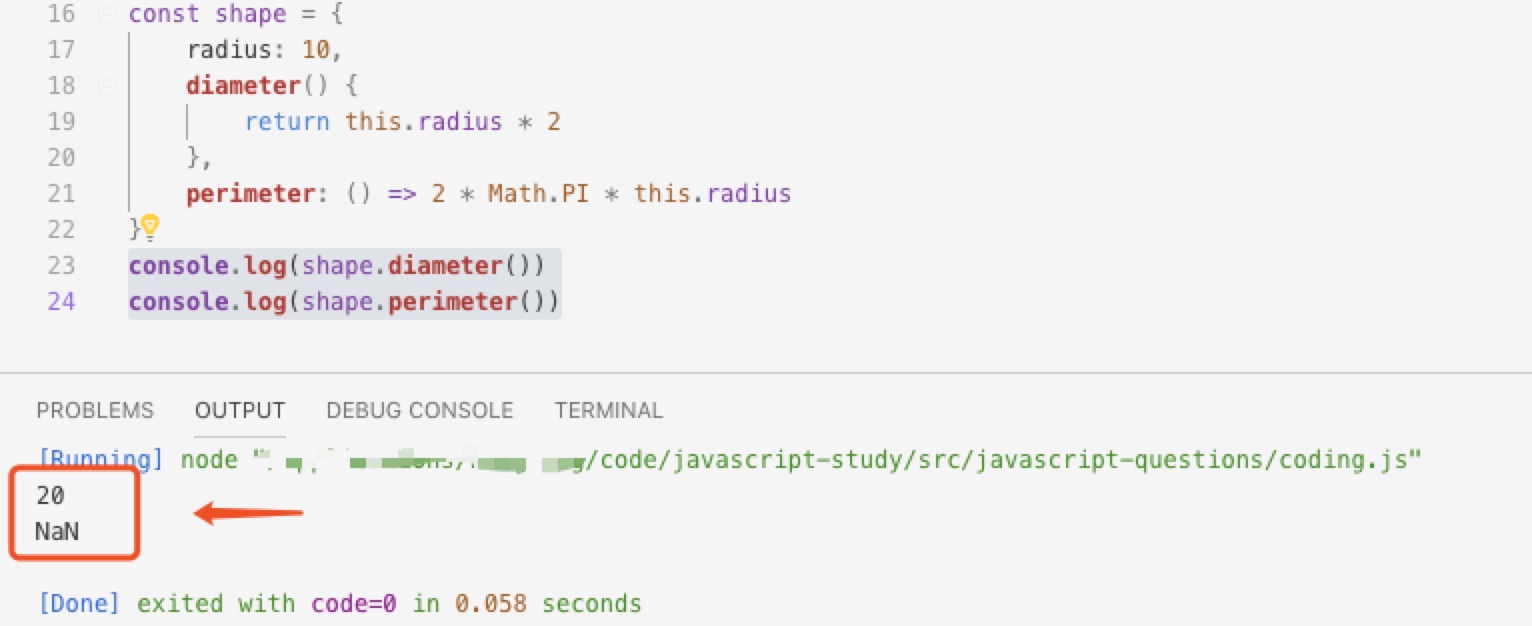 16 const shape = {
17 radius: 10,
18 diameter() {
19 return this.radius * 2
20 },
21 perimeter: () => 2 * Math.PI * this.radius
22 }
23 console.log(shape.diameter())
24 console.log(shape.perimeter())
PROBLEMS OUTPUT DEBUG CONSOLE TERMINAL
[Running] node "/code/javascript-study/src/javascript-questions/coding.js"
20
NaN
[Done] exited with code=0 in 0.058 seconds